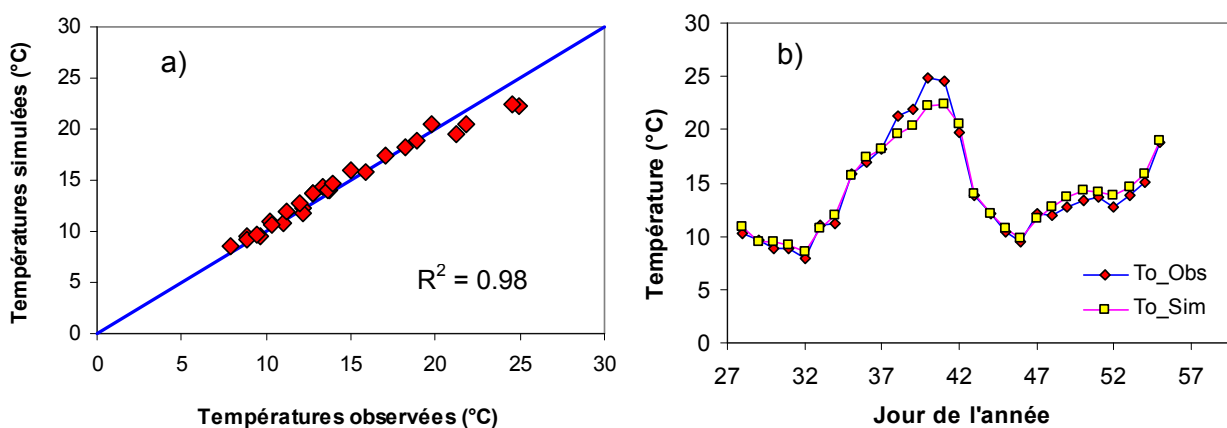 a)
Températures simulées (°C)
30
25
20
15
10
5
0
R² = 0.98
0 5 10 15 20 25 30
Températures observées (°C)
b)
Température (°C)
30
25
20
15
10
5
0
To_Obs
To_Sim
27 32 37 42 47 52 57
Jour de l'année